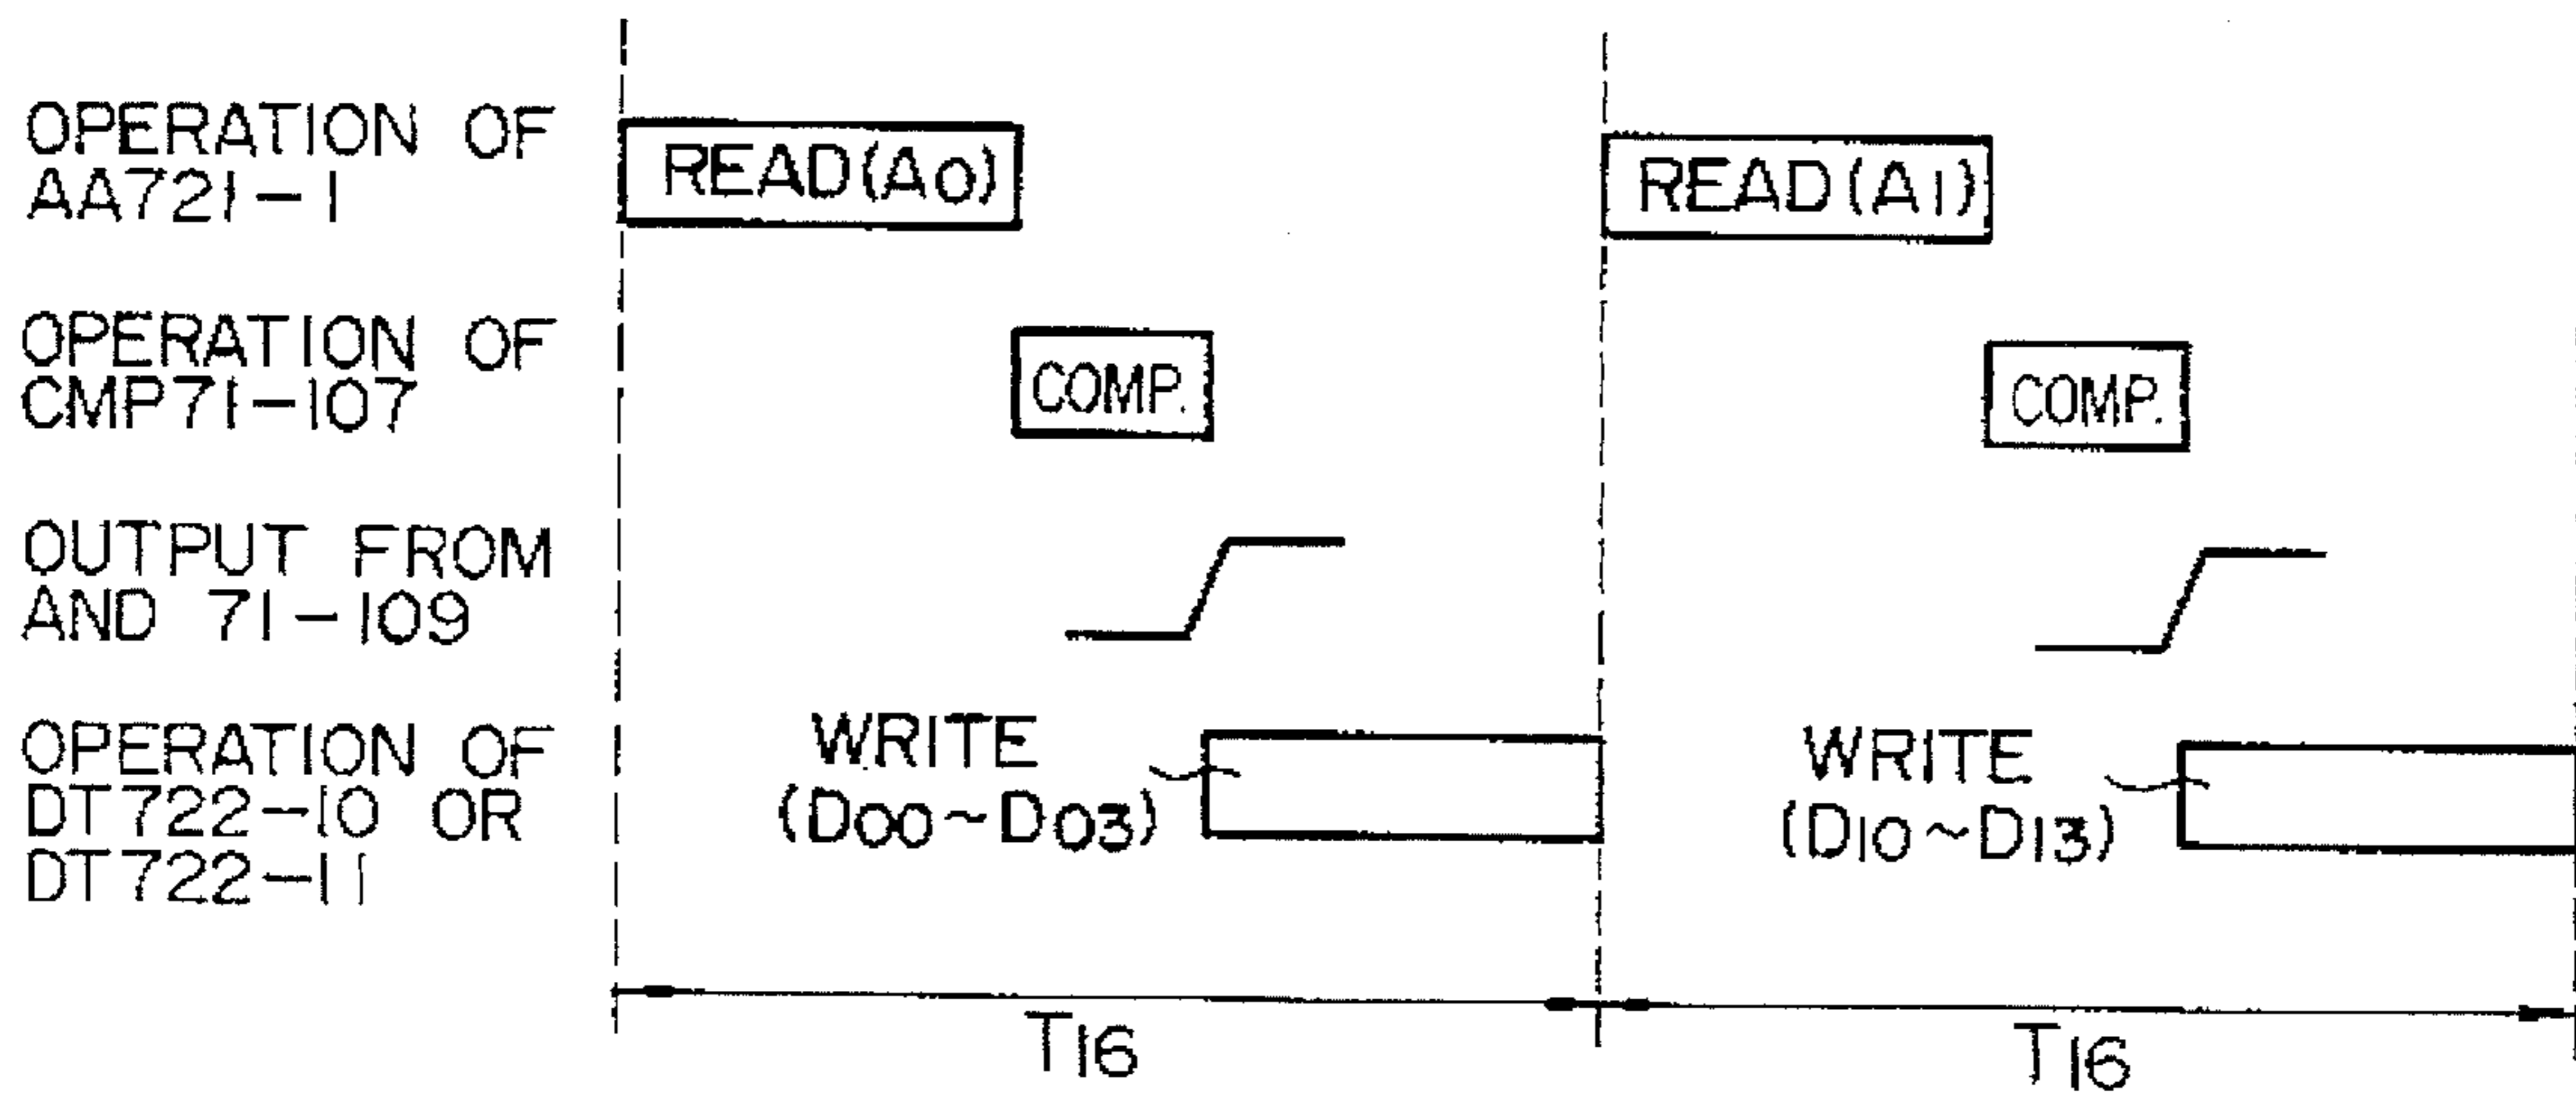 OPERATION OF
AA721-1
READ(A0)
READ(A1)
OPERATION OF
CMP71-107
COMP.
COMP.
OUTPUT FROM
AND 71-109
OPERATION OF
DT722-10 OR
DT722-11
WRITE
(D00~D03)
WRITE
(D10~D13)
T16
T16